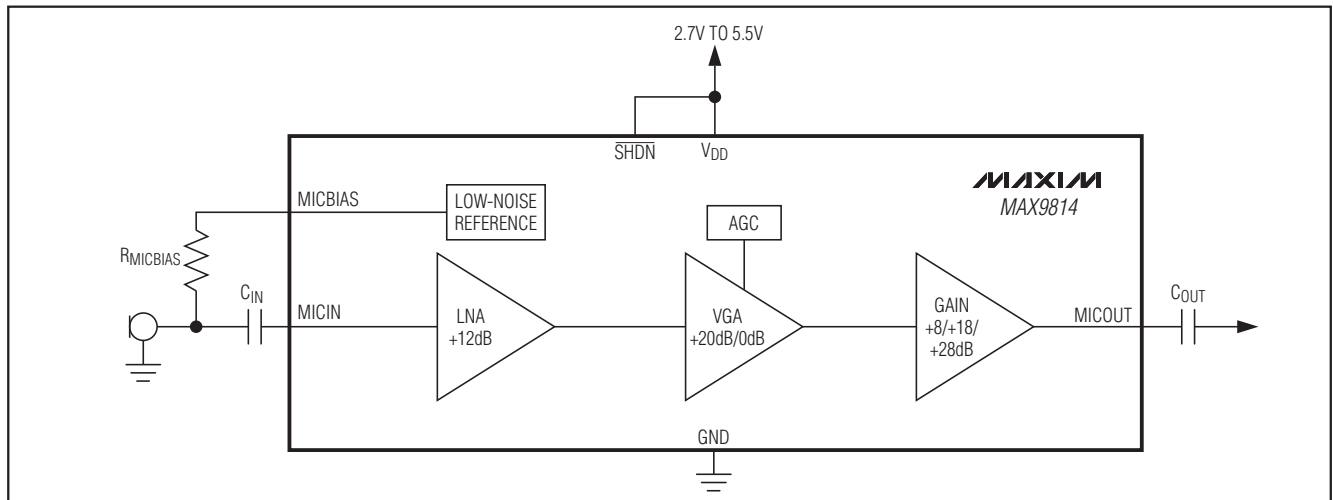 2.7V TO 5.5V
SHDN
VDD
MAXIM
MAX9814
MICBIAS
LOW-NOISE
REFERENCE
AGC
RMICBIAS
CIN
MICIN
LNA
+12dB
VGA
+20dB/0dB
GAIN
+8/+18/
+28dB
MICOUT
COUT
GND